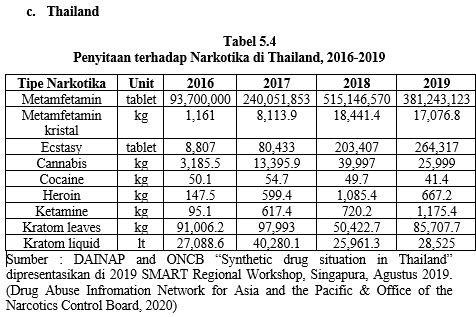 c. Thailand
Tabel 5.4
Penyitaan terhadap Narkotika di Thailand, 2016-2019
Tipe Narkotika Unit 2016 2017 2018 2019
Metamfetamin tablet 93,700,000 240,051,853 515,146,570 381,243,123
Metamfetamin kg 1,161 8,113.9 18,441.4 17,076.8
kristal
Ecstasy tablet 8,807 80,433 203,407 264,317
Cannabis kg 3,185.5 13,395.9 39,997 25,999
Cocaine kg 50.1 54.7 49.7 41.4
Heroin kg 147.5 599.4 1,085.4 667.2
Ketamine kg 95.1 617.4 720.2 1,175.4
Kratom leaves kg 91,006.2 97,993 50,422.7 85,707.7
Kratom liquid lt 27,088.6 40,280.1 25,961.3 28,525
Sumber : DAINAP and ONCB “Synthetic drug situation in Thailand”
dipresentasikan di 2019 SMART Regional Workshop, Singapura, Agustus 2019.
(Drug Abuse Infromation Network for Asia and the Pacific & Office of the
Narcotics Control Board, 2020)